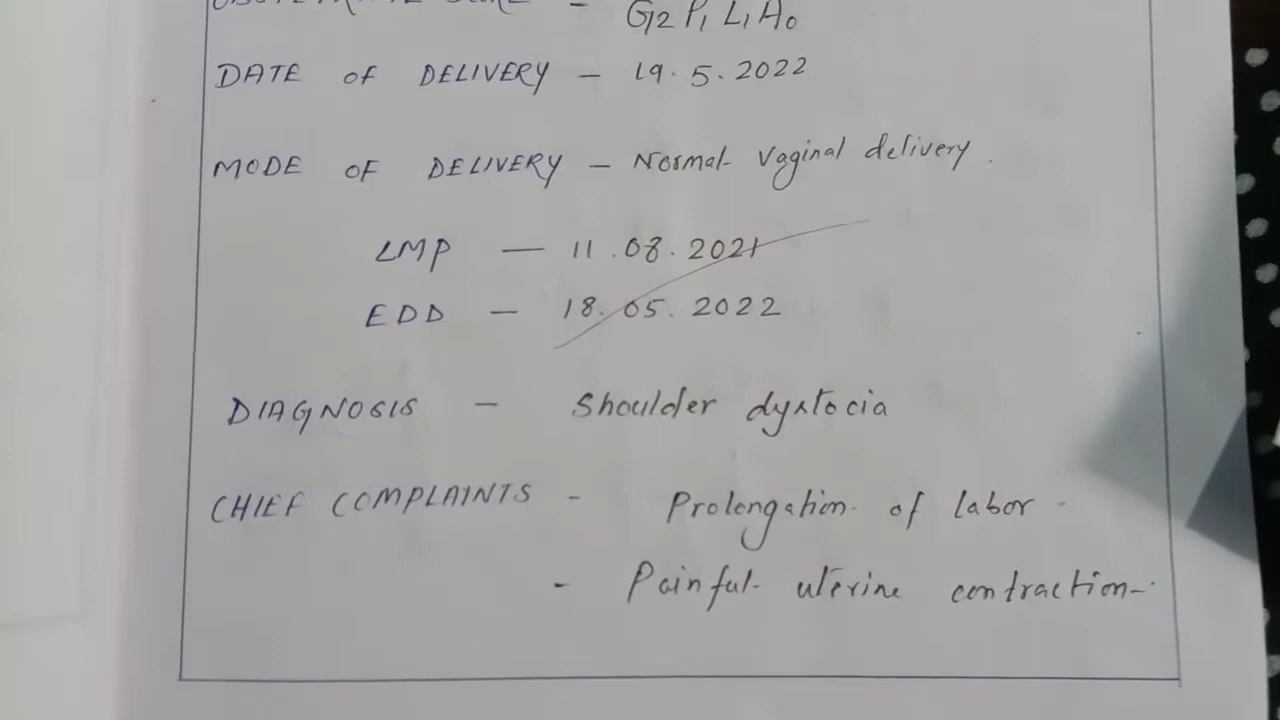 G2 P1 L1 A0
DATE OF DELIVERY - 19.5.2022
MODE OF DELIVERY - Normal Vaginal delivery.
LMP - 11.08.2021
EDD - 18.05.2022
DIAGNOSIS - Shoulder dystocia
CHIEF COMPLAINTS - Prolongation of labor
- Painful uterine contraction